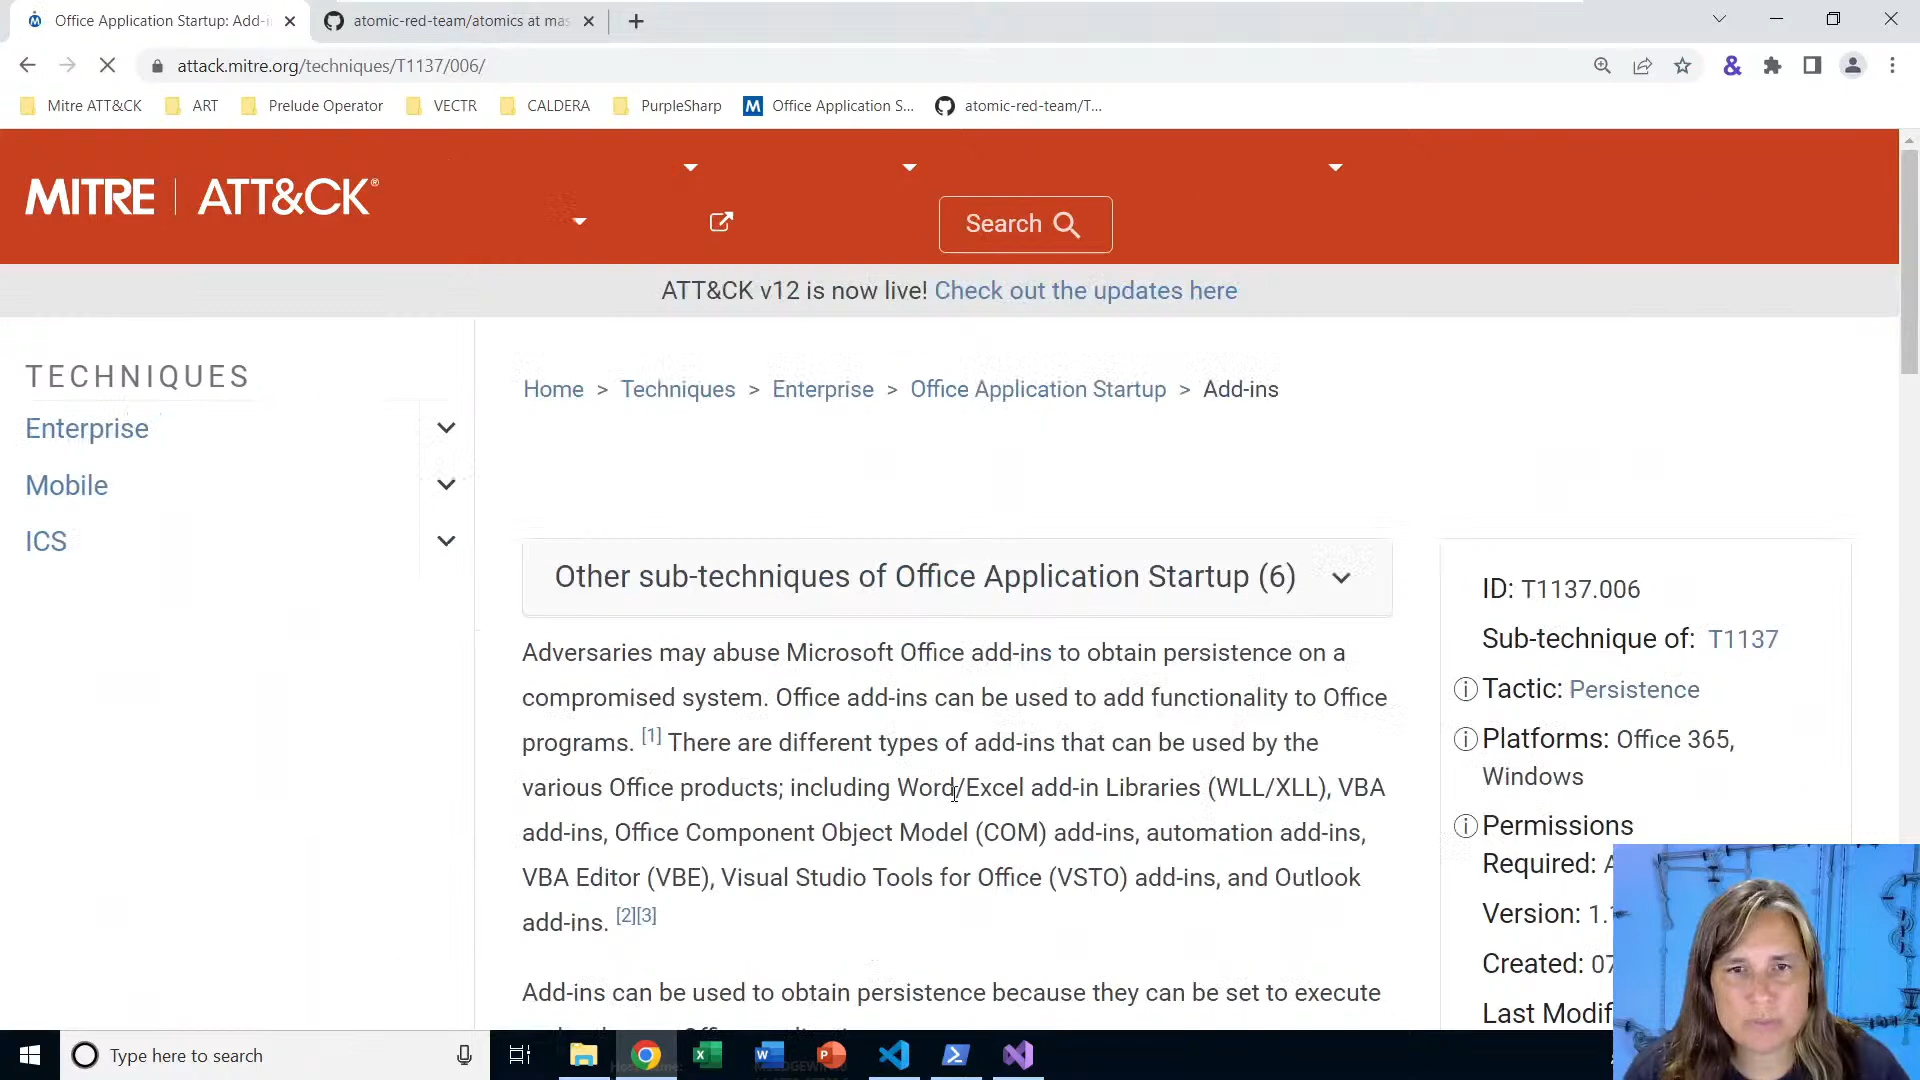 Office Application Startup: Add-i
atomic-red-team/atomics at mas
attack.mitre.org/techniques/T1137/006/
Mitre ATT&CK
ART
Prelude Operator
VECTR
CALDERA
PurpleSharp
Office Application S...
atomic-red-team/T...
MITRE | ATT&CK®
Search
ATT&CK v12 is now live! Check out the updates here
TECHNIQUES
Enterprise
Mobile
ICS
Home > Techniques > Enterprise > Office Application Startup > Add-ins
Other sub-techniques of Office Application Startup (6)
Adversaries may abuse Microsoft Office add-ins to obtain persistence on a
compromised system. Office add-ins can be used to add functionality to Office
programs. [1] There are different types of add-ins that can be used by the
various Office products; including Word/Excel add-in Libraries (WLL/XLL), VBA
add-ins, Office Component Object Model (COM) add-ins, automation add-ins,
VBA Editor (VBE), Visual Studio Tools for Office (VSTO) add-ins, and Outlook
add-ins. [2][3]
Add-ins can be used to obtain persistence because they can be set to execute
ID: T1137.006
Sub-technique of: T1137
Tactic: Persistence
Platforms: Office 365,
Windows
Permissions
Required:
Version: 1.
Created: 07
Last Modif
Type here to search